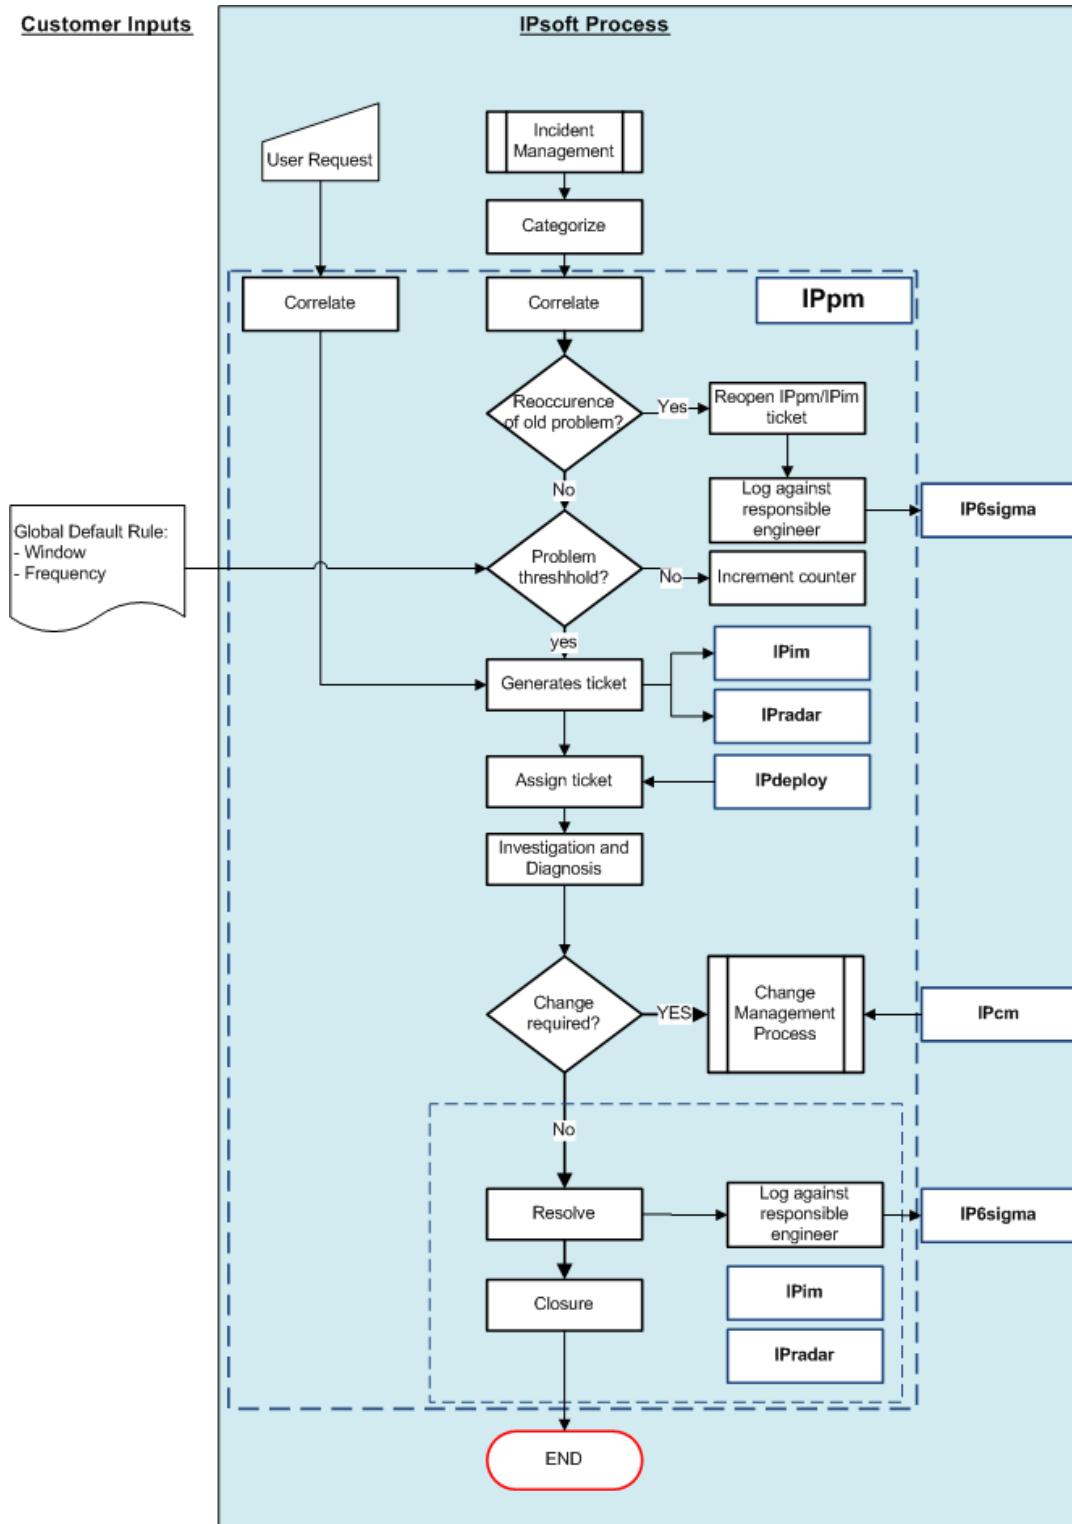 Customer Inputs
IPsoft Process
User Request
Incident
Management
Categorize
Correlate
Correlate
IPpm
Reoccurence
of old problem?
Yes
Reopen IPpm/IPim
ticket
No
Log against
responsible
engineer
IP6sigma
Global Default Rule:
- Window
- Frequency
Problem
threshhold?
No
Increment counter
yes
Generates ticket
IPim
IPradar
Assign ticket
IPdeploy
Investigation and
Diagnosis
Change
required?
YES
Change
Management
Process
IPcm
No
Resolve
Log against
responsible
engineer
IP6sigma
Closure
IPim
IPradar
END